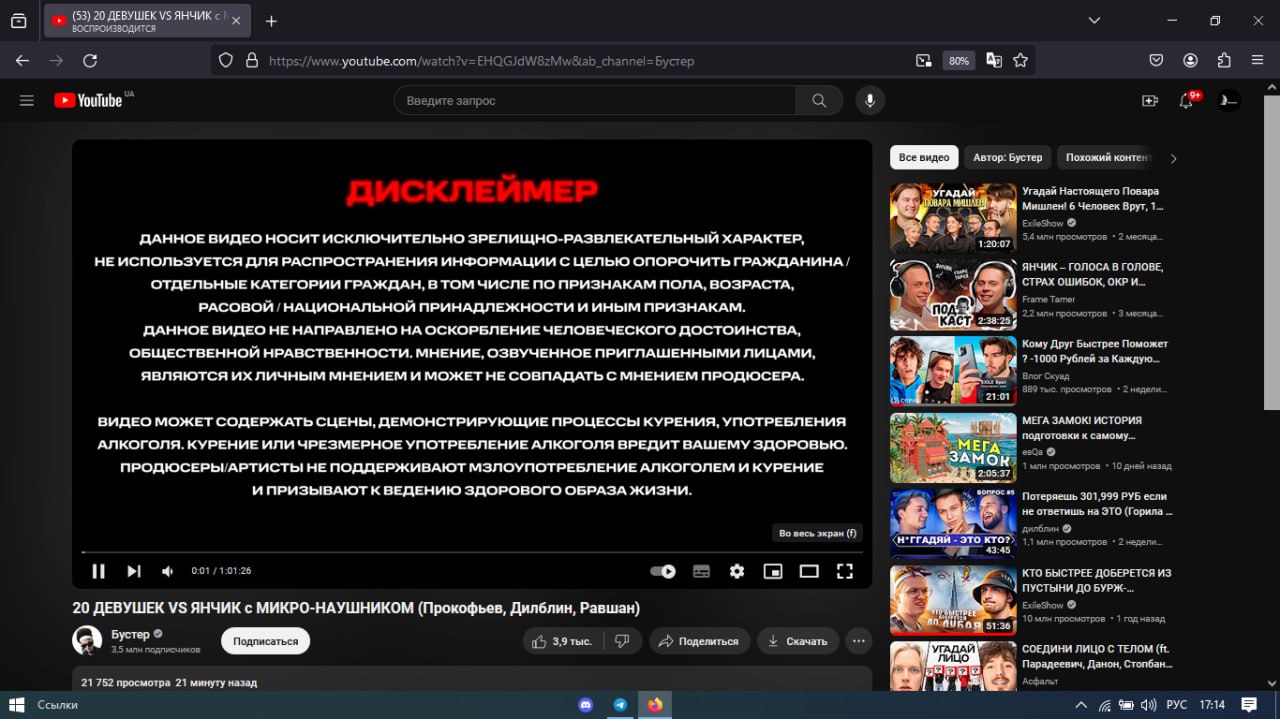 (53) 20 ДЕВУШЕК VS ЯНЧИК с
ВОСПРОИЗВОДИТСЯ
https://www.youtube.com/watch?v=EHQGJdW8zMw&ab_channel=Бустер
80%
YouTube UA
Введите запрос
9+
ДИСКЛЕЙМЕР
ДАННОЕ ВИДЕО НОСИТ ИСКЛЮЧИТЕЛЬНО ЗРЕЛИЩНО-РАЗВЛЕКАТЕЛЬНЫЙ ХАРАКТЕР,
НЕ ИСПОЛЬЗУЕТСЯ ДЛЯ РАСПРОСТРАНЕНИЯ ИНФОРМАЦИИ С ЦЕЛЬЮ ОПОРОЧИТЬ ГРАЖДАНИНА /
ОТДЕЛЬНЫЕ КАТЕГОРИИ ГРАЖДАН, В ТОМ ЧИСЛЕ ПО ПРИЗНАКАМ ПОЛА, ВОЗРАСТА,
РАСОВОЙ / НАЦИОНАЛЬНОЙ ПРИНАДЛЕЖНОСТИ И ИНЫМ ПРИЗНАКАМ.
ДАННОЕ ВИДЕО НЕ НАПРАВЛЕНО НА ОСКОРБЛЕНИЕ ЧЕЛОВЕЧЕСКОГО ДОСТОИНСТВА,
ОБЩЕСТВЕННОЙ НРАВСТВЕННОСТИ. МНЕНИЕ, ОЗВУЧЕННОЕ ПРИГЛАШЕННЫМИ ЛИЦАМИ,
ЯВЛЯЮТСЯ ИХ ЛИЧНЫМ МНЕНИЕМ И МОЖЕТ НЕ СОВПАДАТЬ С МНЕНИЕМ ПРОДЮСЕРА.
ВИДЕО МОЖЕТ СОДЕРЖАТЬ СЦЕНЫ, ДЕМОНСТРИРУЮЩИЕ ПРОЦЕССЫ КУРЕНИЯ, УПОТРЕБЛЕНИЯ
АЛКОГОЛЯ. КУРЕНИЕ ИЛИ ЧРЕЗМЕРНОЕ УПОТРЕБЛЕНИЕ АЛКОГОЛЯ ВРЕДИТ ВАШЕМУ ЗДОРОВЬЮ.
ПРОДЮСЕРЫ/АРТИСТЫ НЕ ПОДДЕРЖИВАЮТ МЗЛОУПОТРЕБЛЕНИЕ АЛКОГОЛЕМ И КУРЕНИЕ
И ПРИЗЫВАЮТ К ВЕДЕНИЮ ЗДОРОВОГО ОБРАЗА ЖИЗНИ.
Во весь экран (f)
0:01 / 1:01:26
20 ДЕВУШЕК VS ЯНЧИК с МИКРО-НАУШНИКОМ (Прокофьев, Дилблин, Равшан)
Бустер
3,5 млн подписчиков
Подписаться
3,9 тыс.
Поделиться
Скачать
21 752 просмотра 21 минуту назад
Все видео
Автор: Бустер
Похожий контент
УГАДАЙ
ПОВАРА МИШЛЕН
1:20:07
Угадай Настоящего Повара
Мишлен! 6 Человек Врут, 1...
ExileShow
5,4 млн просмотров • 2 месяца...
ПОД
КАСТ
2:38:25
ЯНЧИК – ГОЛОСА В ГОЛОВЕ,
СТРАХ ОШИБОК, ОКР И...
Frame Tamer
2,2 млн просмотров • 3 месяца...
21:01
Кому Друг Быстрее Поможет
? -1000 Рублей за Каждую...
Влог Скуад
889 тыс. просмотров • 2 недели...
МЕГА
ЗАМОК
2:05:37
МЕГА ЗАМОК! ИСТОРИЯ
подготовки к самому...
esQa
1 млн просмотров • 10 дней назад
ВОПРОС #5
Н*ГГАДЯЙ - ЭТО КТО?
43:45
Потеряешь 301,999 РУБ если
не ответишь на ЭТО (Горила ...
дилблин
1,1 млн просмотров • 2 недели...
КТО БЫСТРЕЕ ДОБЕРЕТСЯ
ДО ДУБАЯ
51:36
КТО БЫСТРЕЕ ДОБЕРЕТСЯ ИЗ
ПУСТЫНИ ДО БУРЖ-...
ExileShow
10 млн просмотров • 1 год назад
УГАДАЙ
ЛИЦО
СОЕДИНИ ЛИЦО С ТЕЛОМ (ft.
Парадеевич, Данон, Стопбан...
Асфальт
Ссылки
РУС
17:14